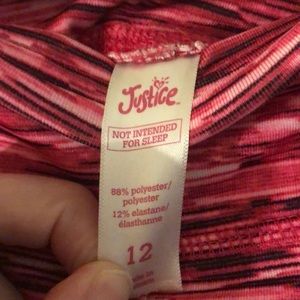 Justice
NOT INTENDED
FOR SLEEP
88% polyester/
polyester
12% elastane/
élasthanne
12